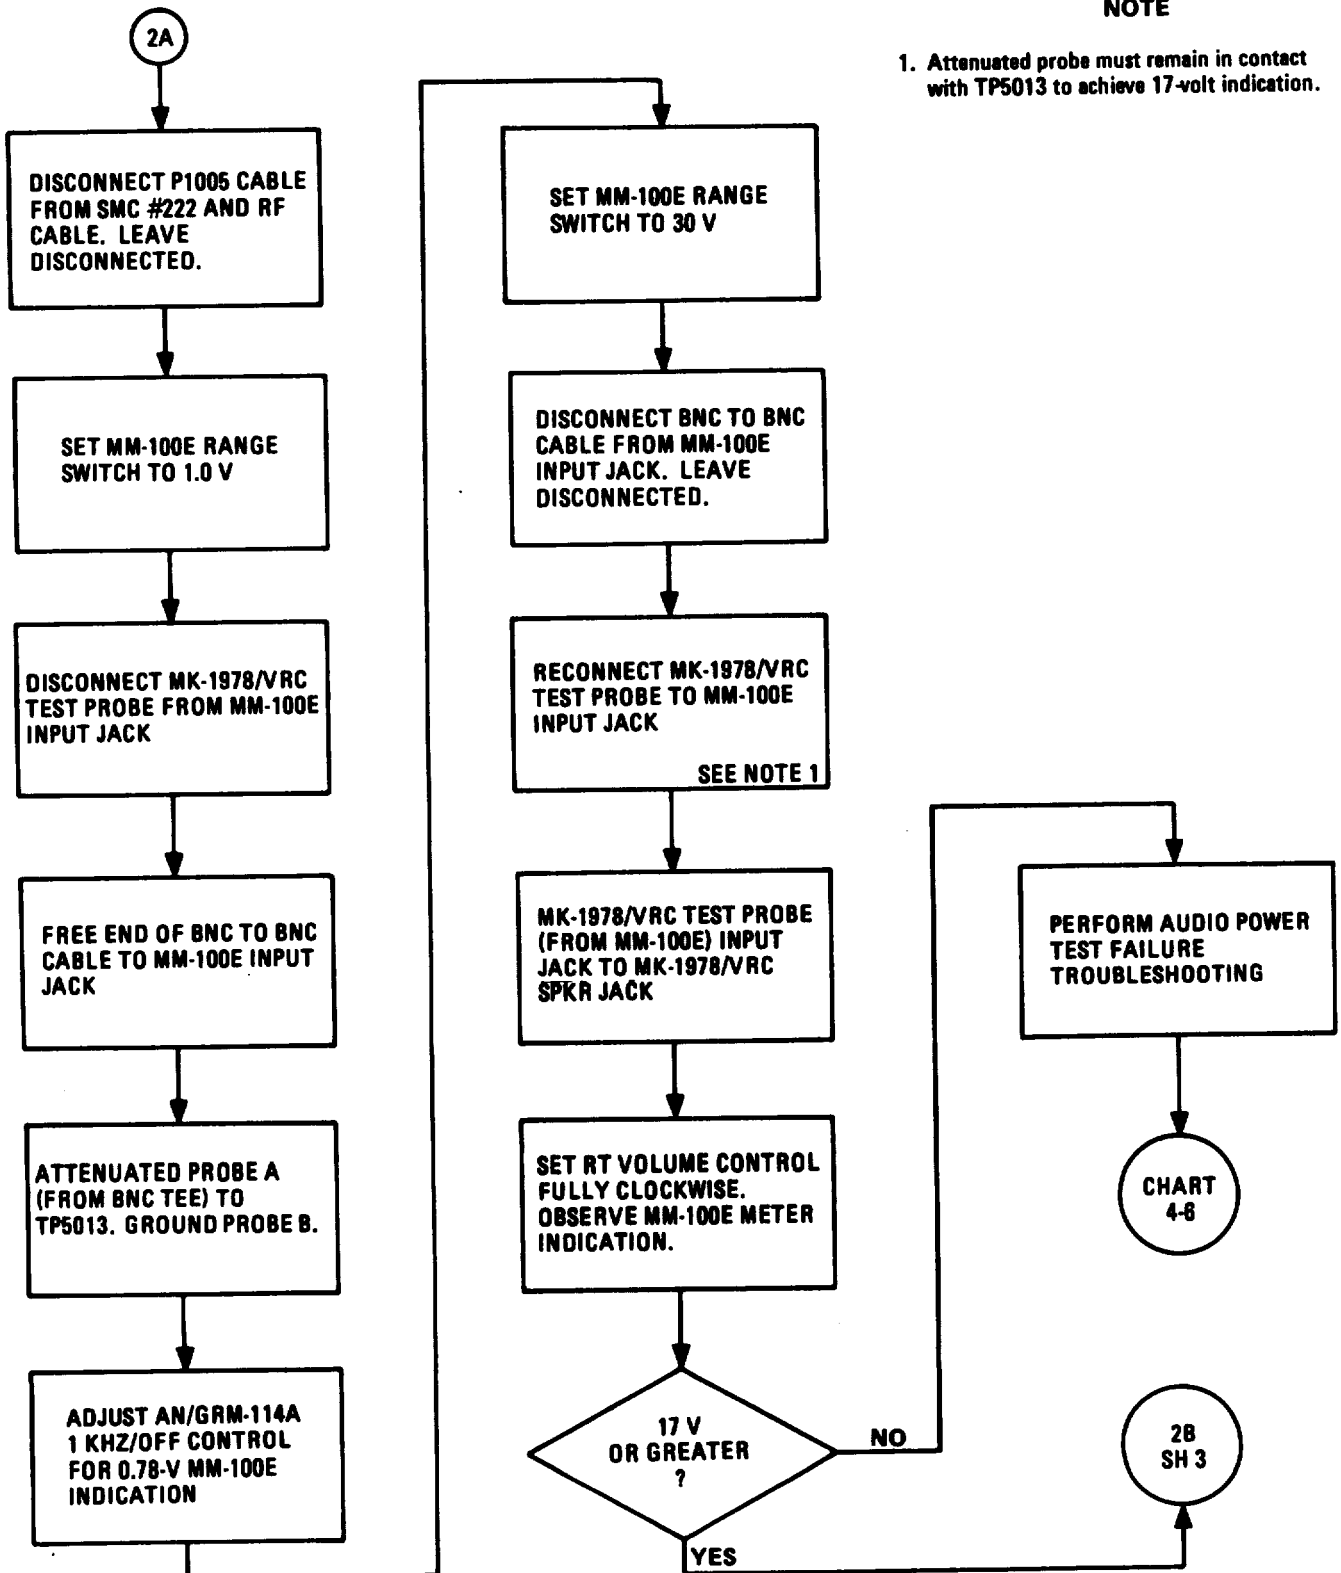 NOTE
1. Attenuated probe must remain in contact
with TP5013 to achieve 17-volt indication.
2A
DISCONNECT P1005 CABLE
FROM SMC #222 AND RF
CABLE. LEAVE
DISCONNECTED.
SET MM-100E RANGE
SWITCH TO 1.0 V
DISCONNECT MK-1978/VRC
TEST PROBE FROM MM-100E
INPUT JACK
FREE END OF BNC TO BNC
CABLE TO MM-100E INPUT
JACK
ATTENUATED PROBE A
(FROM BNC TEE) TO
TP5013. GROUND PROBE B.
ADJUST AN/GRM-114A
1 KHZ/OFF CONTROL
FOR 0.78-V MM-100E
INDICATION
SET MM-100E RANGE
SWITCH TO 30 V
DISCONNECT BNC TO BNC
CABLE FROM MM-100E
INPUT JACK. LEAVE
DISCONNECTED.
RECONNECT MK-1978/VRC
TEST PROBE TO MM-100E
INPUT JACK
SEE NOTE 1
MK-1978/VRC TEST PROBE
(FROM MM-100E) INPUT
JACK TO MK-1978/VRC
SPKR JACK
SET RT VOLUME CONTROL
FULLY CLOCKWISE.
OBSERVE MM-100E METER
INDICATION.
17 V
OR GREATER
?
NO
YES
PERFORM AUDIO POWER
TEST FAILURE
TROUBLESHOOTING
CHART
4-6
2B
SH 3